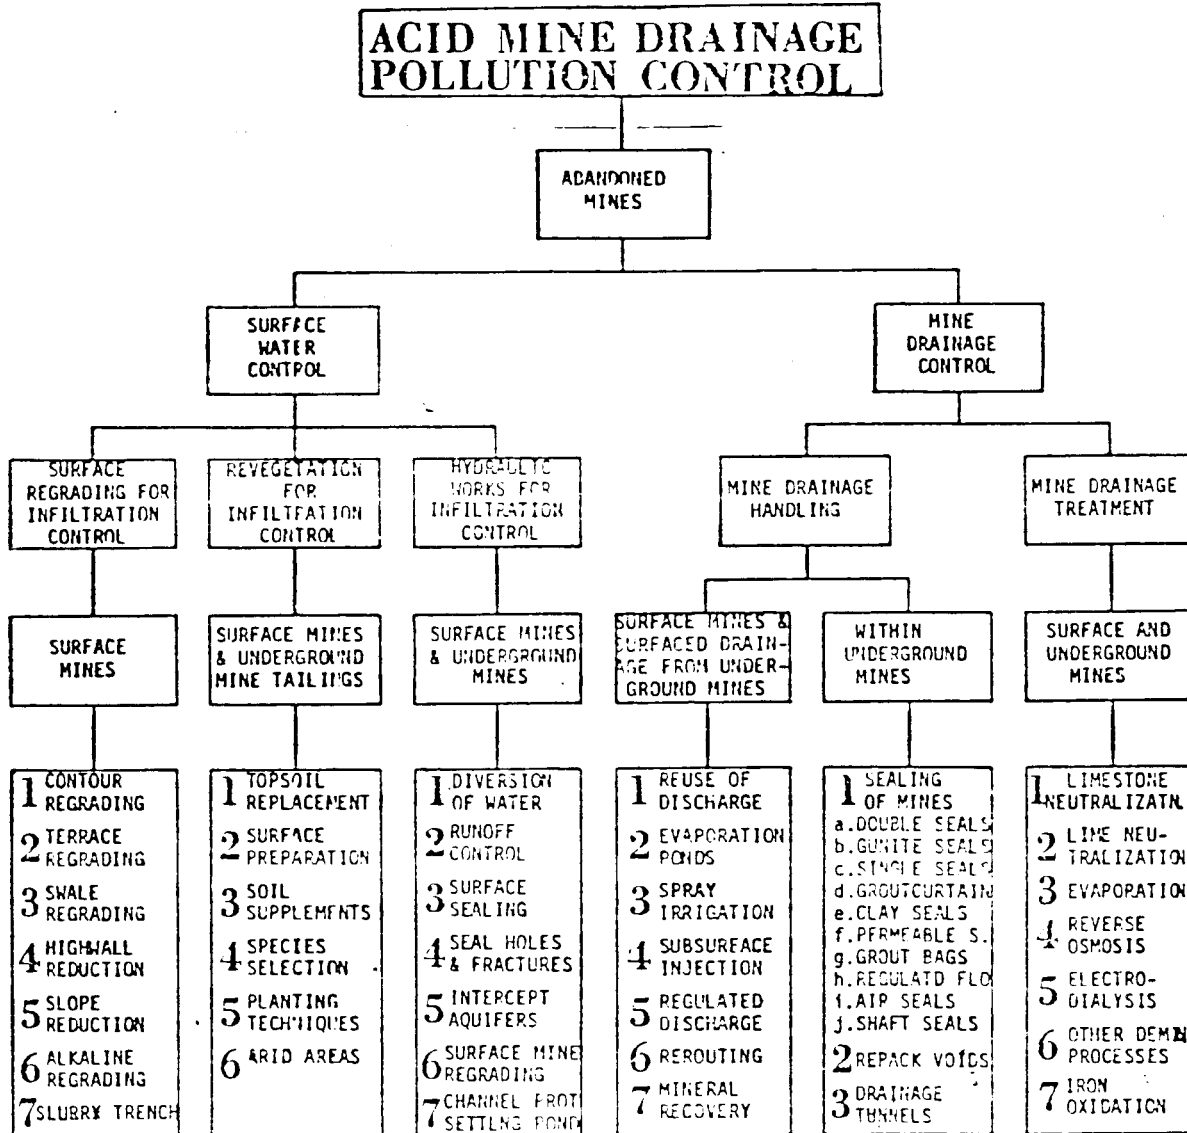 ACID MINE DRAINAGE
POLLUTION CONTROL
ABANDONED
MINES
SURFACE
WATER
CONTROL
MINE
DRAINAGE
CONTROL
SURFACE
REGRADING FOR
INFILTRATION
CONTROL
REVEGETATION
FOR
INFILTRATION
CONTROL
HYDRAULIC
WORKS FOR
INFILTRATION
CONTROL
MINE DRAINAGE
HANDLING
MINE DRAINAGE
TREATMENT
SURFACE
MINES
SURFACE MINES
& UNDERGROUND
MINE TAILINGS
SURFACE MINES
& UNDERGROUND
MINES
SURFACE MINES &
SURFACED DRAIN-
AGE FROM UNDER-
GROUND MINES
WITHIN
UNDERGROUND
MINES
SURFACE AND
UNDERGROUND
MINES
1 CONTOUR
REGRADING
2 TERRACE
REGRADING
3 SWALE
REGRADING
4 HIGHWALL
REDUCTION
5 SLOPE
REDUCTION
6 ALKALINE
REGRADING
7 SLURRY TRENCH
1 TOPSOIL
REPLACEMENT
2 SURFACE
PREPARATION
3 SOIL
SUPPLEMENTS
4 SPECIES
SELECTION
5 PLANTING
TECHNIQUES
6 ARID AREAS
1 DIVERSION
OF WATER
2 RUNOFF
CONTROL
3 SURFACE
SEALING
4 SEAL HOLES
& FRACTURES
5 INTERCEPT
AQUIFERS
6 SURFACE MINE
REGRADING
7 CHANNEL PROT
SETTLNG POND
1 REUSE OF
DISCHARGE
2 EVAPORATION
PONDS
3 SPRAY
IRRIGATION
4 SUBSURFACE
INJECTION
5 REGULATED
DISCHARGE
6 REROUTING
7 MINERAL
RECOVERY
1 SEALING
OF MINES
a.DOUBLE SEALS
b.GUNITE SEALS
c.SINGLE SEALS
d.GROUTCURTAIN
e.CLAY SEALS
f.PERMEABLE S.
g.GROUT BAGS
h.REGULATD FLO
i.AIR SEALS
j.SHAFT SEALS
2 REPACK VOIDS
3 DRAINAGE
TUNNELS
1 LIMESTONE
NEUTRALIZATN.
2 LIME NEU-
TRALIZATION
3 EVAPORATION
4 REVERSE
OSMOSIS
5 ELECTRO-
DIALYSIS
6 OTHER DEMIN
PROCESSES
7 IRON
OXIDATION